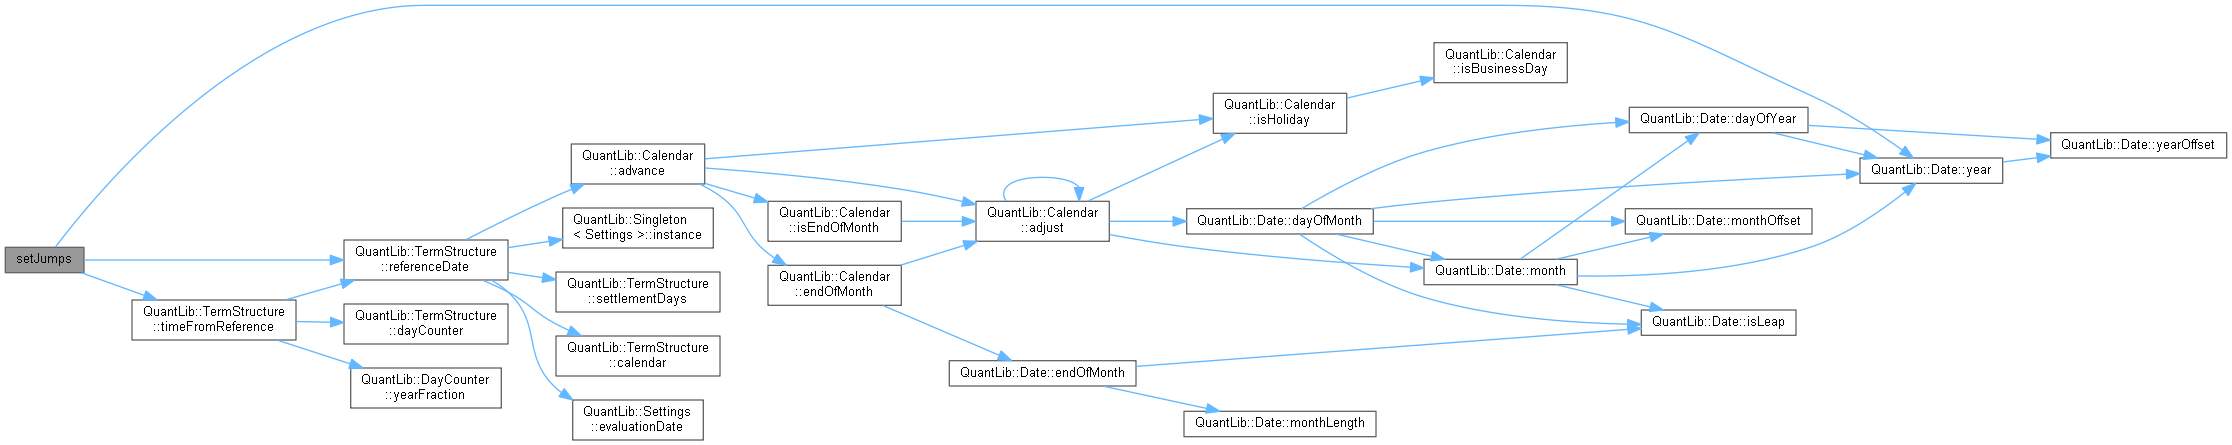 setJumps
QuantLib::TermStructure
::timeFromReference
QuantLib::TermStructure
::referenceDate
QuantLib::TermStructure
::dayCounter
QuantLib::DayCounter
::yearFraction
QuantLib::Calendar
::advance
QuantLib::Singleton
< Settings >::instance
QuantLib::TermStructure
::settlementDays
QuantLib::TermStructure
::calendar
QuantLib::Settings
::evaluationDate
QuantLib::Calendar
::isEndOfMonth
QuantLib::Calendar
::endOfMonth
QuantLib::Calendar
::adjust
QuantLib::Date::endOfMonth
QuantLib::Calendar
::isHoliday
QuantLib::Date::dayOfMonth
QuantLib::Date::monthLength
QuantLib::Calendar
::isBusinessDay
QuantLib::Date::month
QuantLib::Date::dayOfYear
QuantLib::Date::monthOffset
QuantLib::Date::isLeap
QuantLib::Date::year
QuantLib::Date::yearOffset